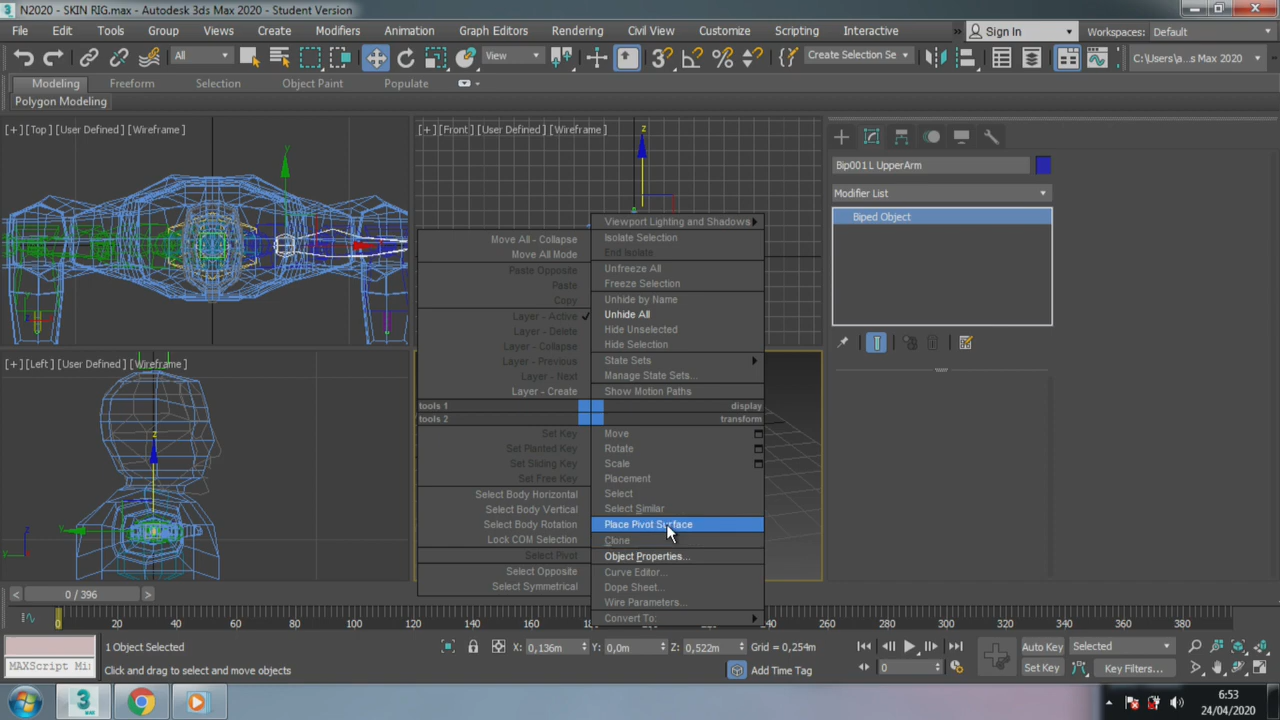 N2020 - SKIN RIG.max - Autodesk 3ds Max 2020 - Student Version
File Edit Tools Group Views Create Modifiers Animation Graph Editors Rendering Civil View Customize Scripting Interactive » Sign In Workspaces: Default
All View Create Selection Se C:\Users\a...s Max 2020
Modeling Freeform Selection Object Paint Populate
Polygon Modeling
[+] [Top] [User Defined] [Wireframe]
[+] [Front] [User Defined] [Wireframe]
[+] [Left] [User Defined] [Wireframe]
Bip001 L UpperArm
Modifier List
Biped Object
Viewport Lighting and Shadows
Isolate Selection
End Isolate
Unfreeze All
Freeze Selection
Unhide by Name
Unhide All
Hide Unselected
Hide Selection
State Sets
Manage State Sets...
Show Motion Paths
display
transform
Move
Rotate
Scale
Placement
Select
Select Similar
Place Pivot Surface
Clone
Object Properties...
Curve Editor...
Dope Sheet...
Wire Parameters...
Convert To:
Move All - Collapse
Move All Mode
Paste Opposite
Paste
Copy
Layer - Active
Layer - Delete
Layer - Collapse
Layer - Previous
Layer - Next
Layer - Create
tools 1
tools 2
Set Key
Set Planted Key
Set Sliding Key
Set Free Key
Select Body Horizontal
Select Body Vertical
Select Body Rotation
Lock COM Selection
Select Pivot
Select Opposite
Select Symmetrical
z
y
z
y
z
y
< 0 / 396 >
0 20 40 60 80 100 120 140 160 260 280 300 320 340 360 380
MAXScript Mi
1 Object Selected
Click and drag to select and move objects
X: 0,136m Y: 0,0m Z: 0,522m Grid = 0,254m
Add Time Tag
0
Auto Key Selected
Set Key Key Filters...
6:53
24/04/2020